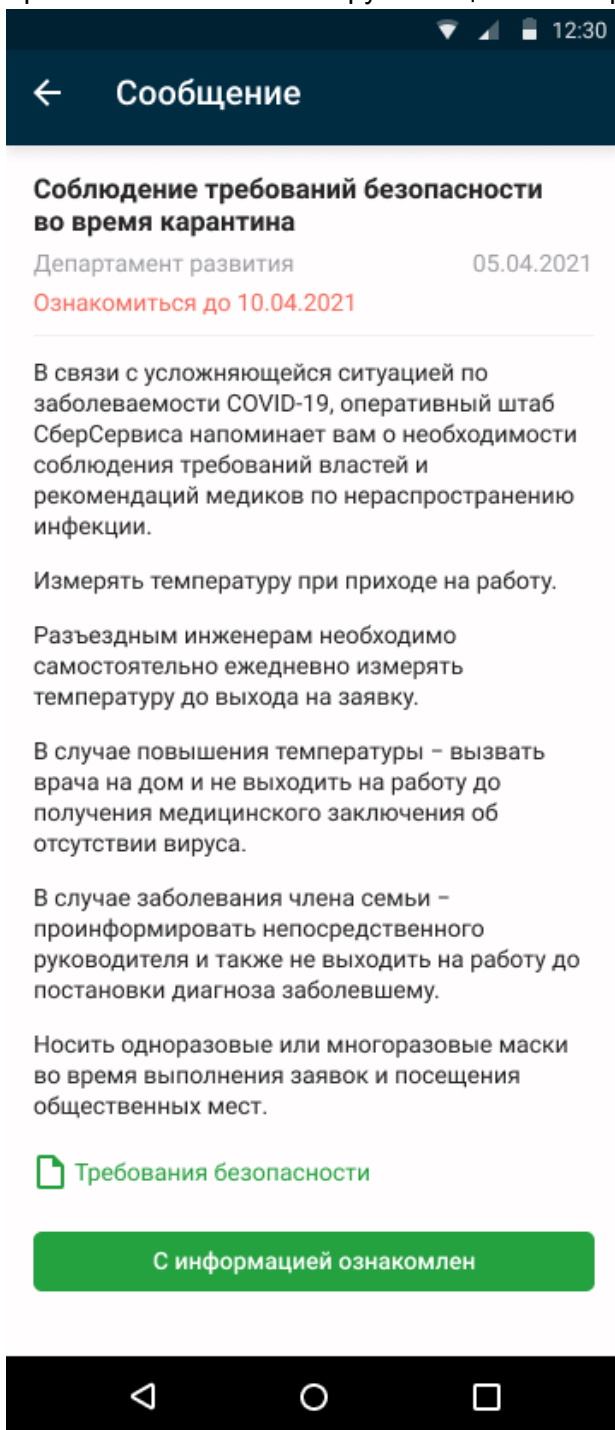 12:30
Сообщение
Соблюдение требований безопасности
во время карантина
Департамент развития 05.04.2021
Ознакомиться до 10.04.2021
В связи с усложняющейся ситуацией по
заболеваемости COVID-19, оперативный штаб
СберСервиса напоминает вам о необходимости
соблюдения требований властей и
рекомендаций медиков по нераспространению
инфекции.
Измерять температуру при приходе на работу.
Разъездным инженерам необходимо
самостоятельно ежедневно измерять
температуру до выхода на заявку.
В случае повышения температуры – вызвать
врача на дом и не выходить на работу до
получения медицинского заключения об
отсутствии вируса.
В случае заболевания члена семьи –
проинформировать непосредственного
руководителя и также не выходить на работу до
постановки диагноза заболевшему.
Носить одноразовые или многоразовые маски
во время выполнения заявок и посещения
общественных мест.
Требования безопасности
С информацией ознакомлен